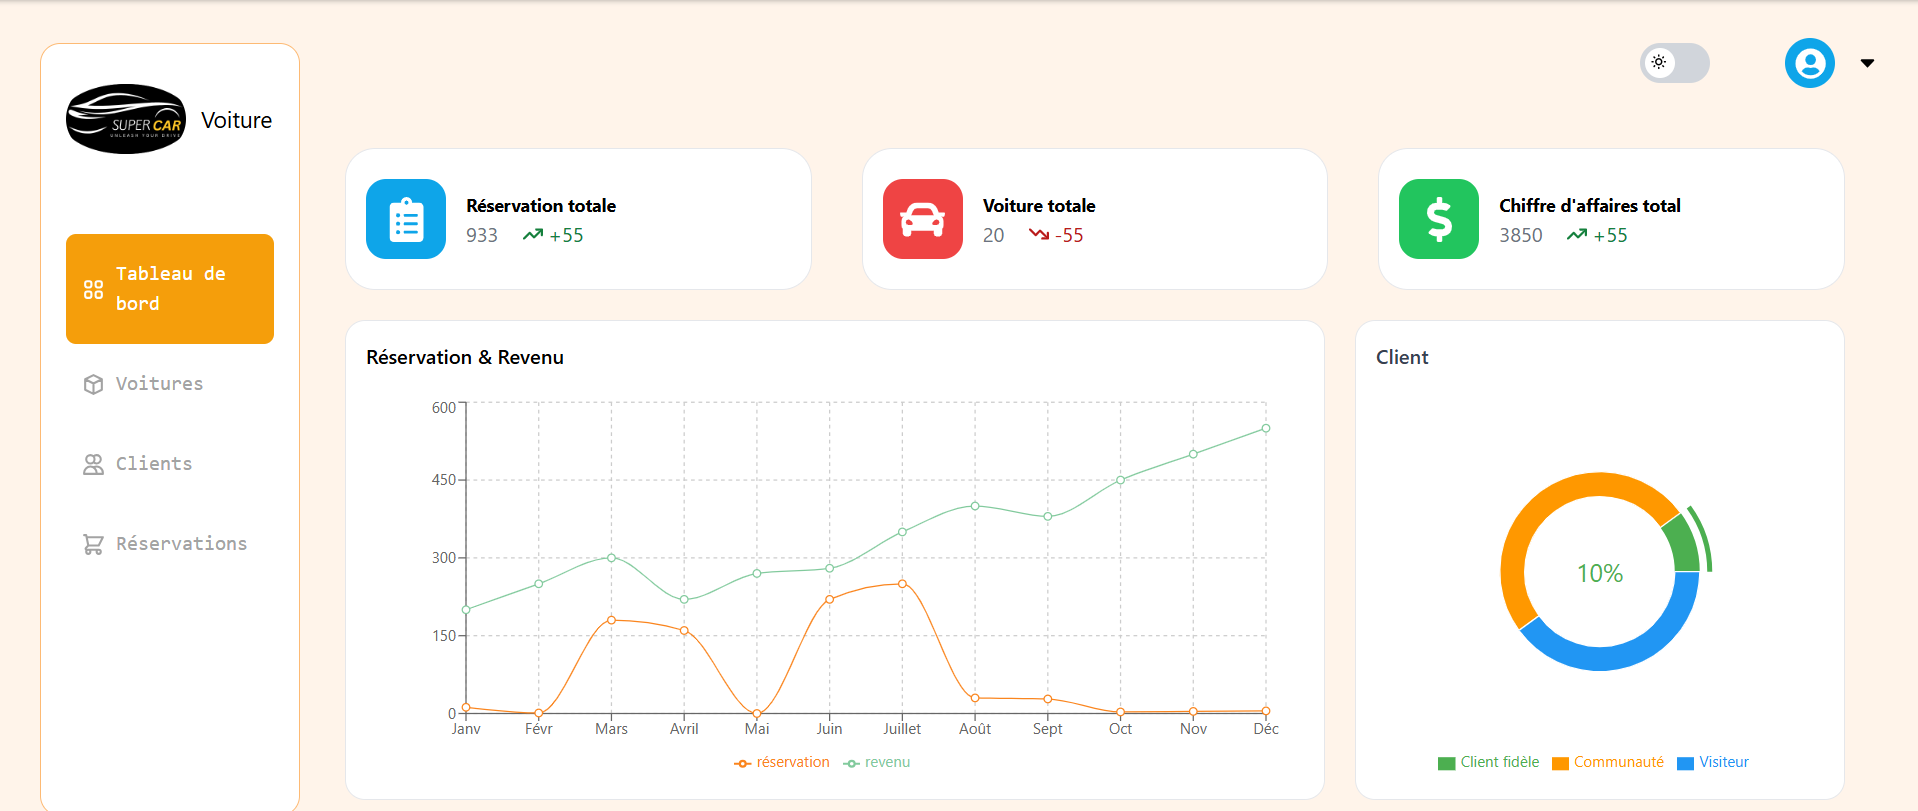 SUPER CAR
UNLEASH YOUR DRIVE
Voiture
Tableau de
bord
Voitures
Clients
Réservations
Réservation totale
933 +55
Voiture totale
20 -55
Chiffre d'affaires total
3850 +55
Réservation & Revenu
600
450
300
150
0
Janv Févr Mars Avril Mai Juin Juillet Août Sept Oct Nov Déc
réservation revenu
Client
10%
Client fidèle Communauté Visiteur